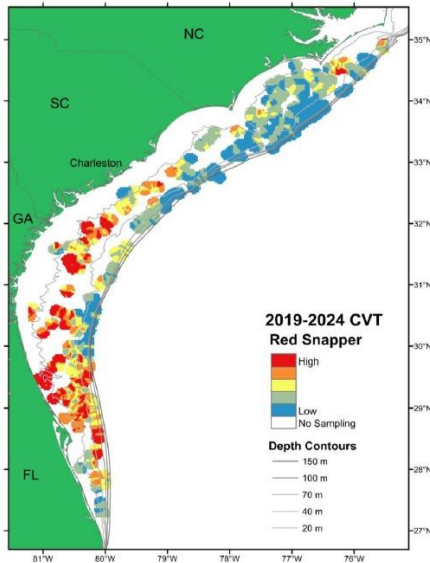 NC
35°N
SC
34°N
Charleston
33°N
GA
32°N
31°N
2019-2024 CVT
Red Snapper
High
Low
No Sampling
30°N
29°N
Depth Contours
150 m
100 m
70 m
40 m
20 m
28°N
FL
27°N
81°W 80°W 79°W 78°W 77°W 76°W